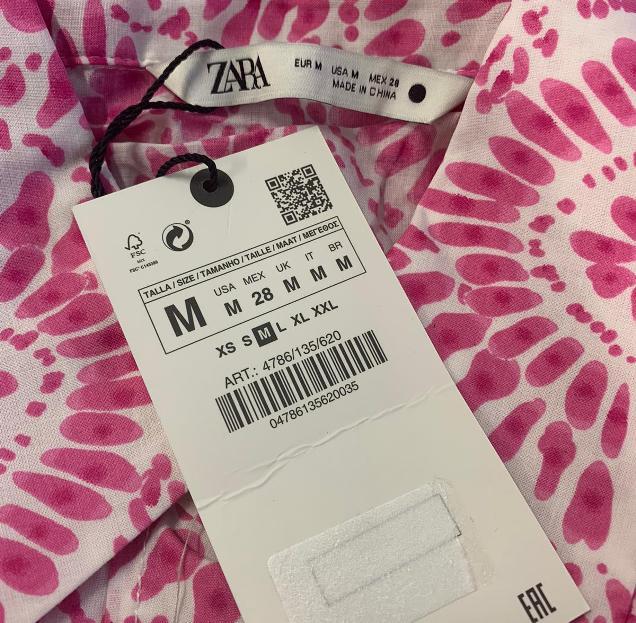 ZARA
EUR M USA M MEX 28
MADE IN CHINA
FSC
MIX
TALLA / SIZE / TAMANHO / TAILLE / MAAT / ΜΕΓΕΘΟΣ
M
USA MEX UK IT BR
M 28 M M M
XS S M L XL XXL
ART.: 4786/135/620
04786135620035
EAC